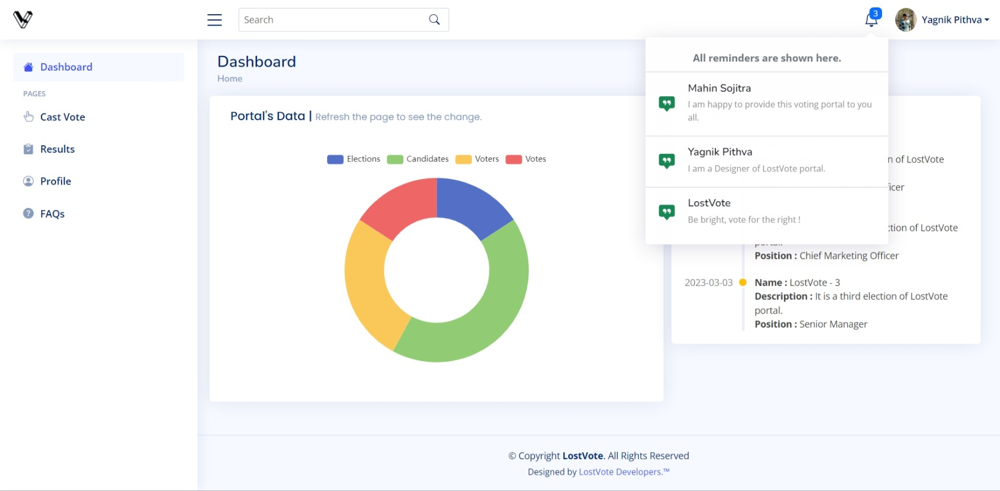 Search
3
Yagnik Pithva
Dashboard
PAGES
Cast Vote
Results
Profile
FAQs
Dashboard
Home
Portal's Data | Refresh the page to see the change.
Elections Candidates Voters Votes
All reminders are shown here.
Mahin Sojitra
I am happy to provide this voting portal to you
all.
Yagnik Pithva
I am a Designer of LostVote portal.
LostVote
Be bright, vote for the right !
of LostVote
of LostVote
portal.
Position : Chief Marketing Officer
2023-03-03
Name : LostVote - 3
Description : It is a third election of LostVote
portal.
Position : Senior Manager
© Copyright LostVote. All Rights Reserved
Designed by LostVote Developers.™